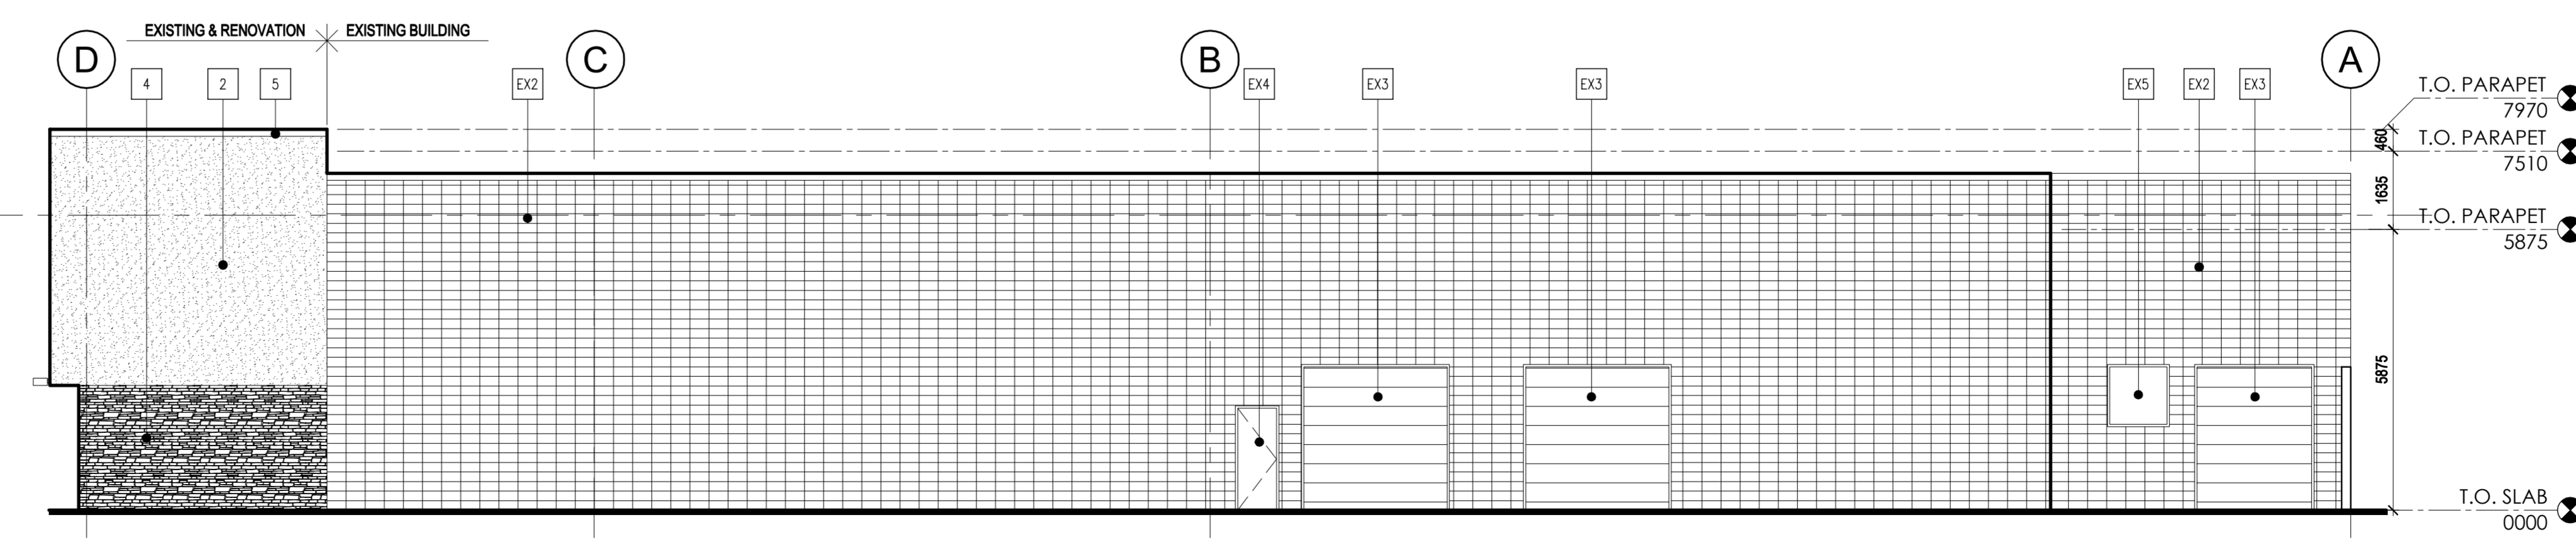 EXISTING & RENOVATION EXISTING BUILDING
D C B A
4 2 5 EX2 EX4 EX3 EX3 EX5 EX2 EX3
T.O. PARAPET
7970
460
T.O. PARAPET
7510
1635
T.O. PARAPET
5875
5875
T.O. SLAB
0000